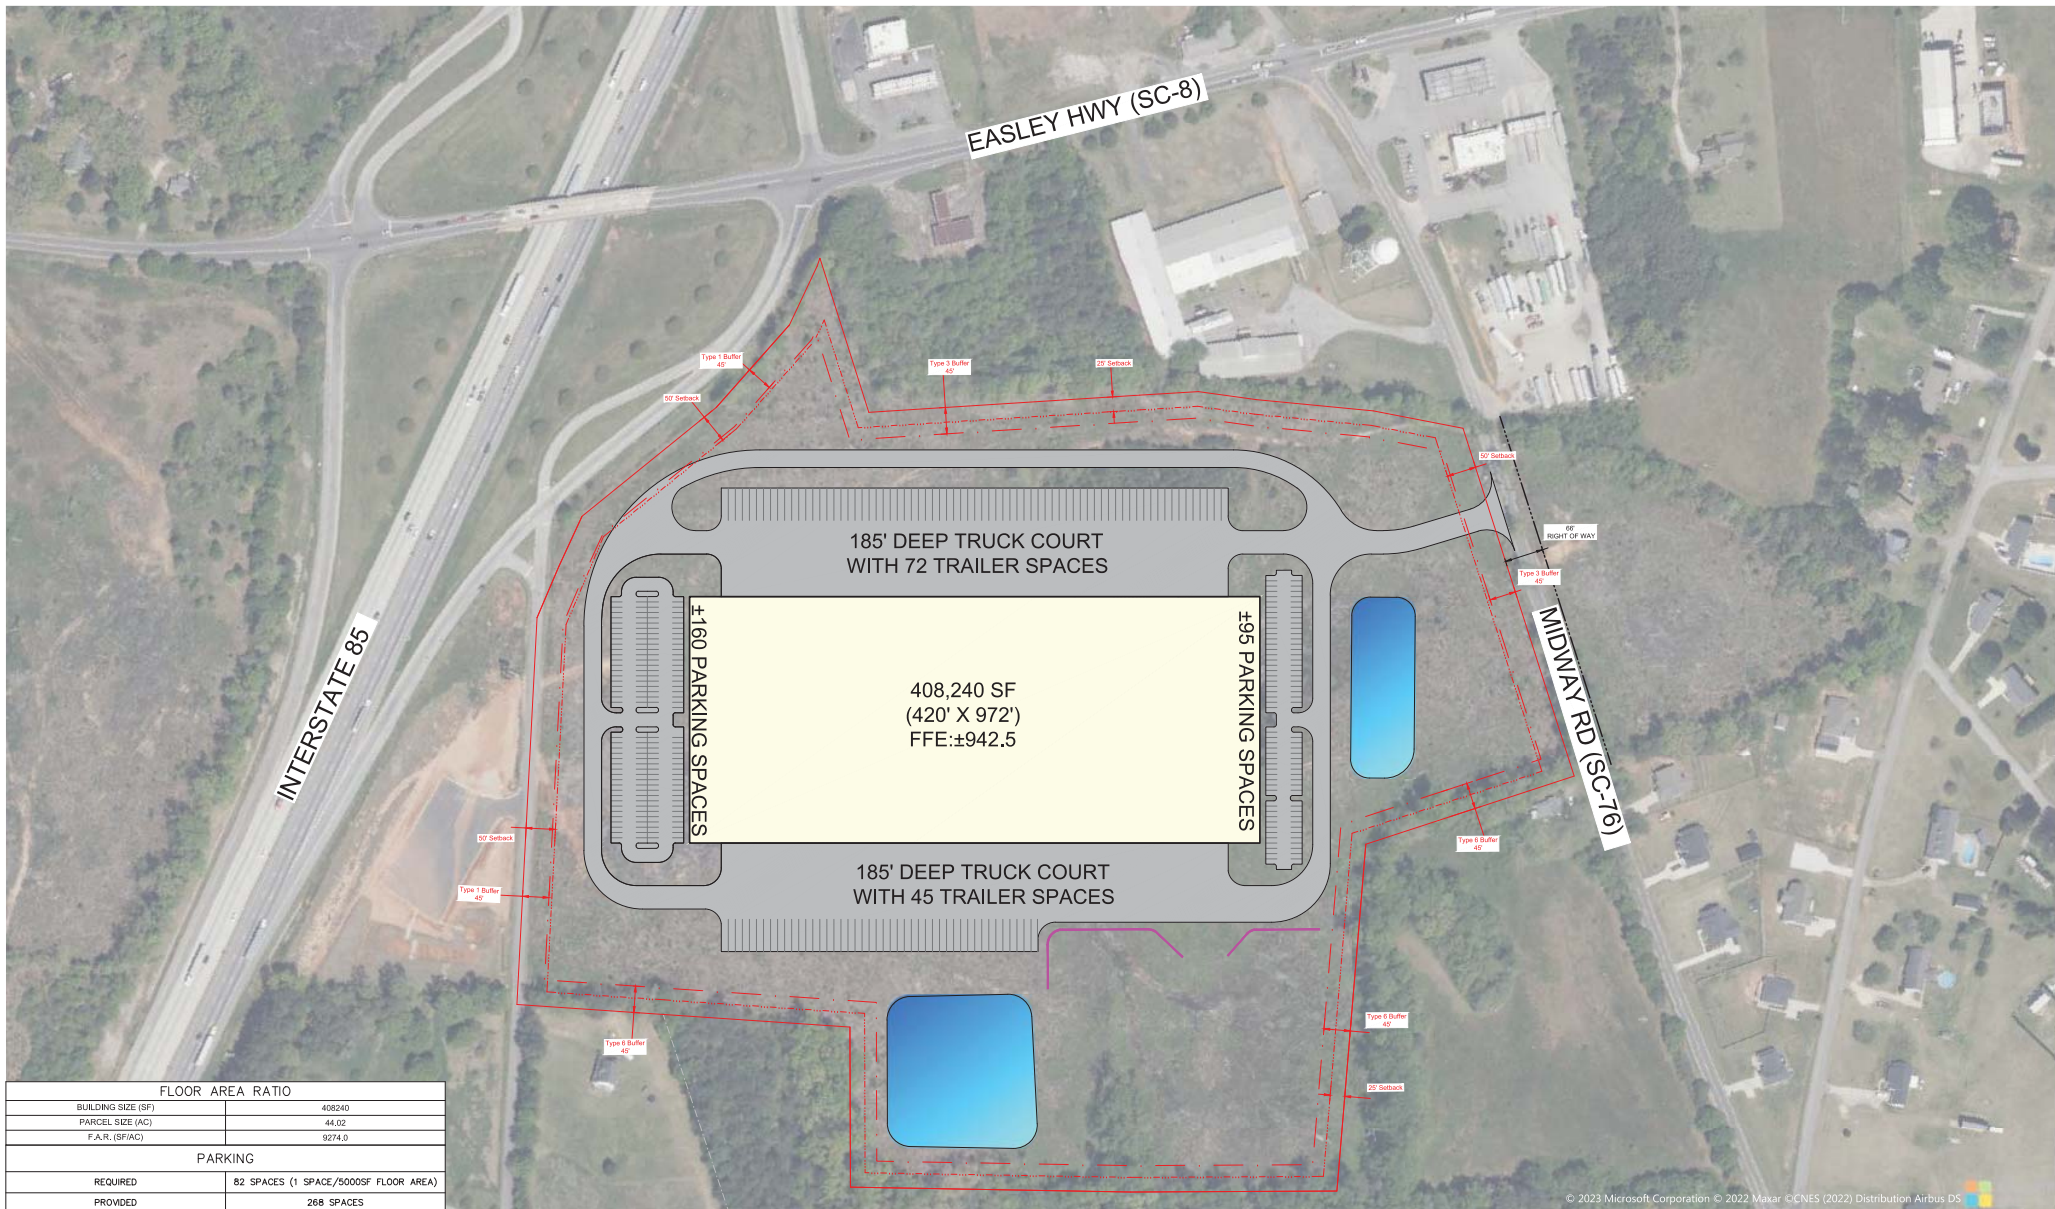 EASLEY HWY (SC-8)
Type 1 Buffer
45'
50' Setback
Type 3 Buffer
45'
25' Setback
50' Setback
66'
RIGHT OF WAY
Type 3 Buffer
45'
185' DEEP TRUCK COURT
WITH 72 TRAILER SPACES
±160 PARKING SPACES
408,240 SF
(420' X 972')
FFE:±942.5
±95 PARKING SPACES
MIDWAY RD (SC-76)
INTERSTATE 85
50' Setback
Type 1 Buffer
45'
185' DEEP TRUCK COURT
WITH 45 TRAILER SPACES
Type 6 Buffer
45'
Type 6 Buffer
45'
Type 6 Buffer
45'
25' Setback
FLOOR AREA RATIO
BUILDING SIZE (SF) 408240
PARCEL SIZE (AC) 44.02
F.A.R. (SF/AC) 9274.0
PARKING
REQUIRED 82 SPACES (1 SPACE/5000SF FLOOR AREA)
PROVIDED 268 SPACES
© 2023 Microsoft Corporation © 2022 Maxar ©CNES (2022) Distribution Airbus DS